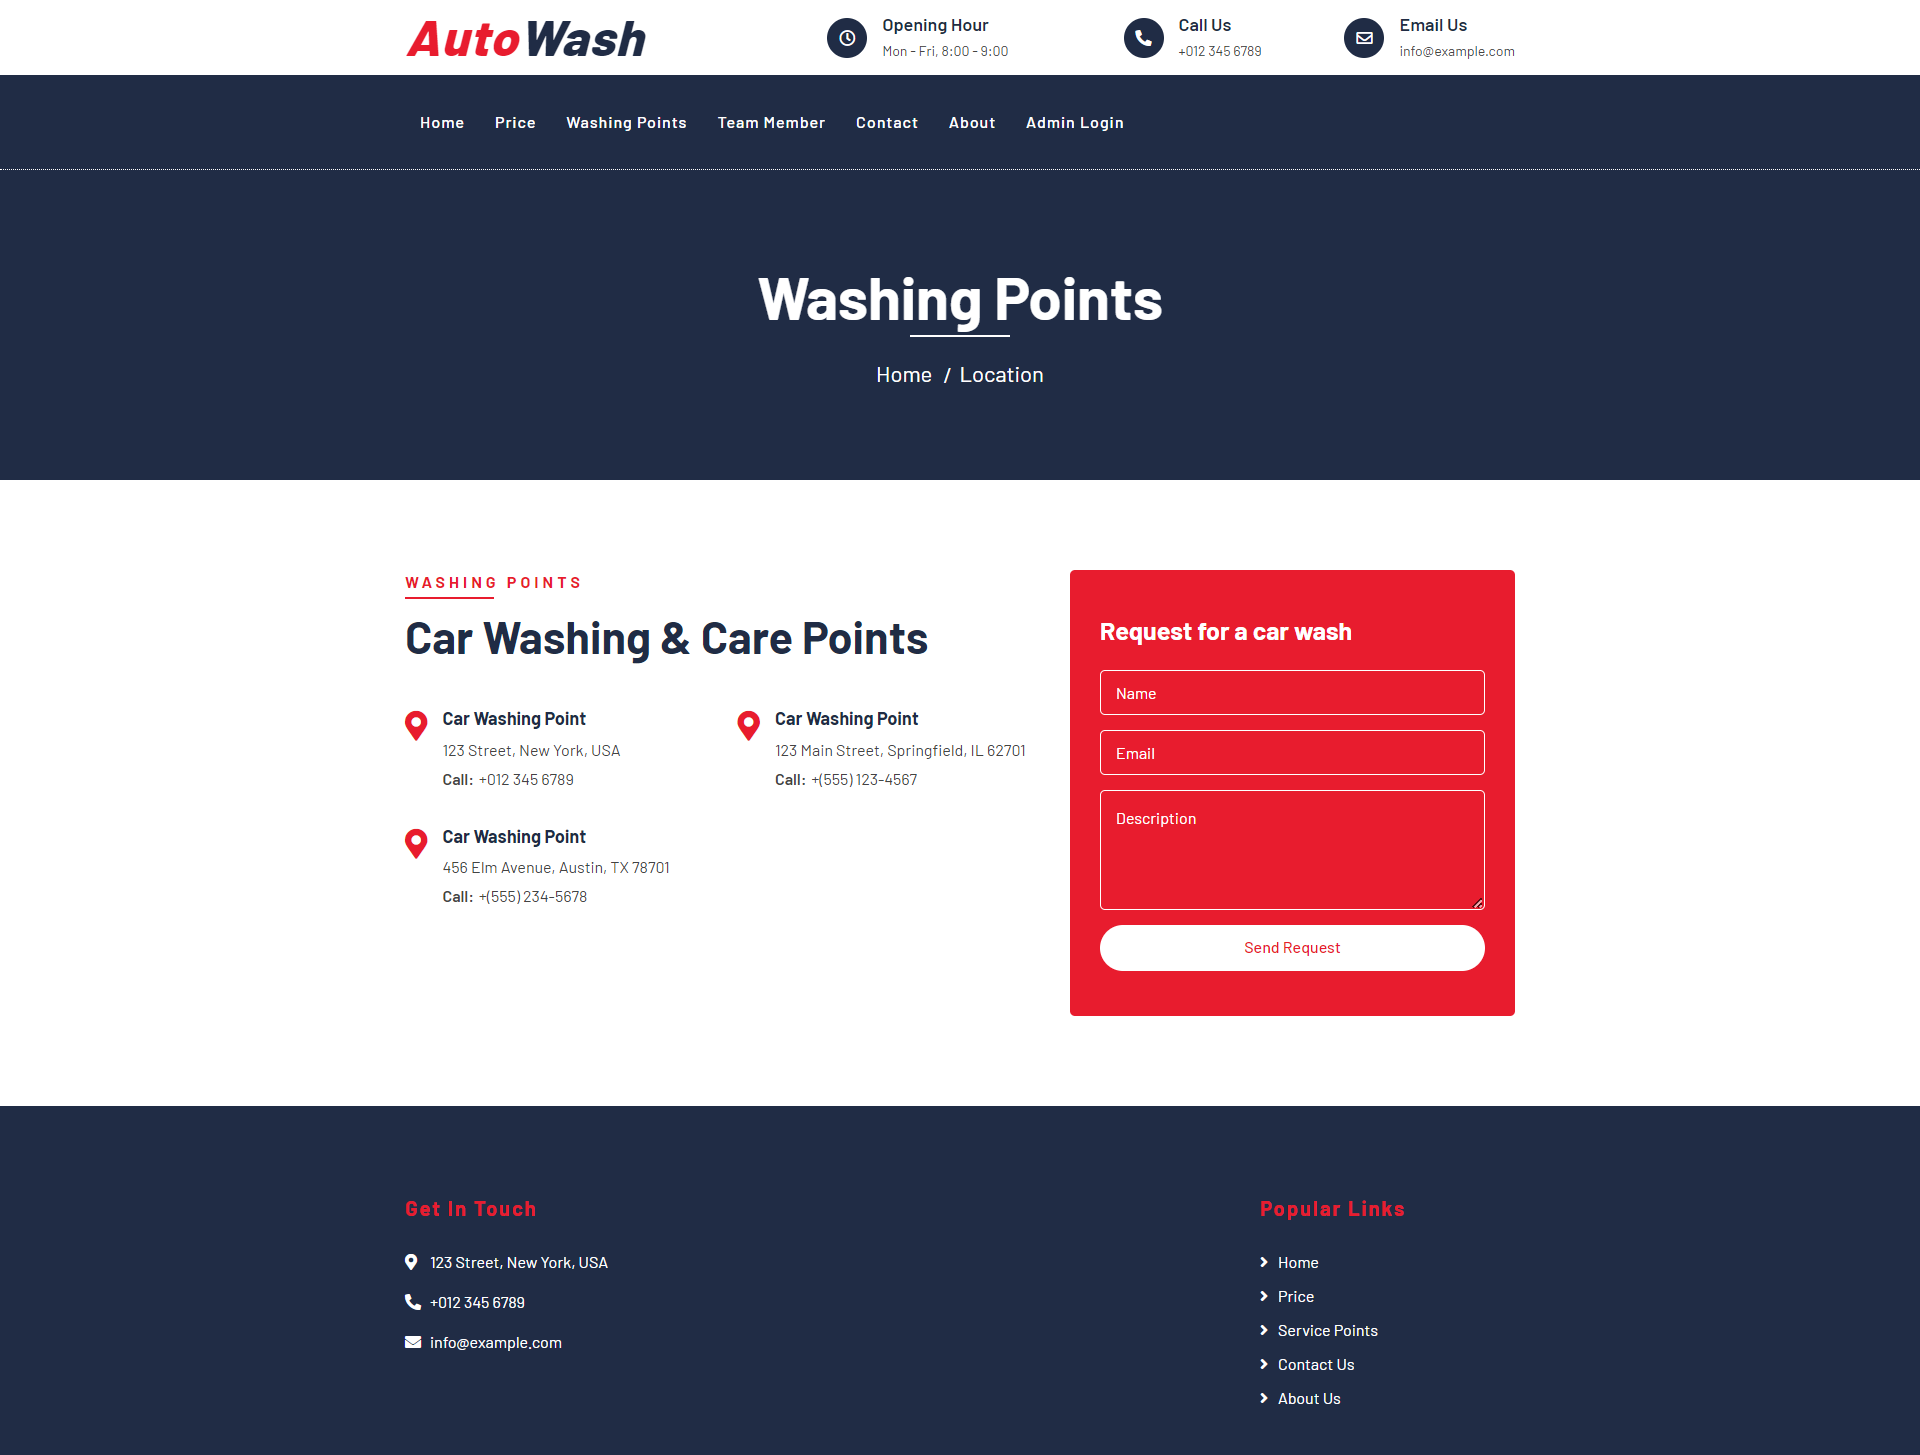 AutoWash
Opening Hour
Mon - Fri, 8:00 - 9:00
Call Us
+012 345 6789
Email Us
info@example.com
Home Price Washing Points Team Member Contact About Admin Login
Washing Points
Home / Location
WASHING POINTS
Car Washing & Care Points
Car Washing Point
123 Street, New York, USA
Call: +012 345 6789
Car Washing Point
123 Main Street, Springfield, IL 62701
Call: +(555) 123-4567
Car Washing Point
456 Elm Avenue, Austin, TX 78701
Call: +(555) 234-5678
Request for a car wash
Name
Email
Description
Send Request
Get In Touch
123 Street, New York, USA
+012 345 6789
info@example.com
Popular Links
Home
Price
Service Points
Contact Us
About Us